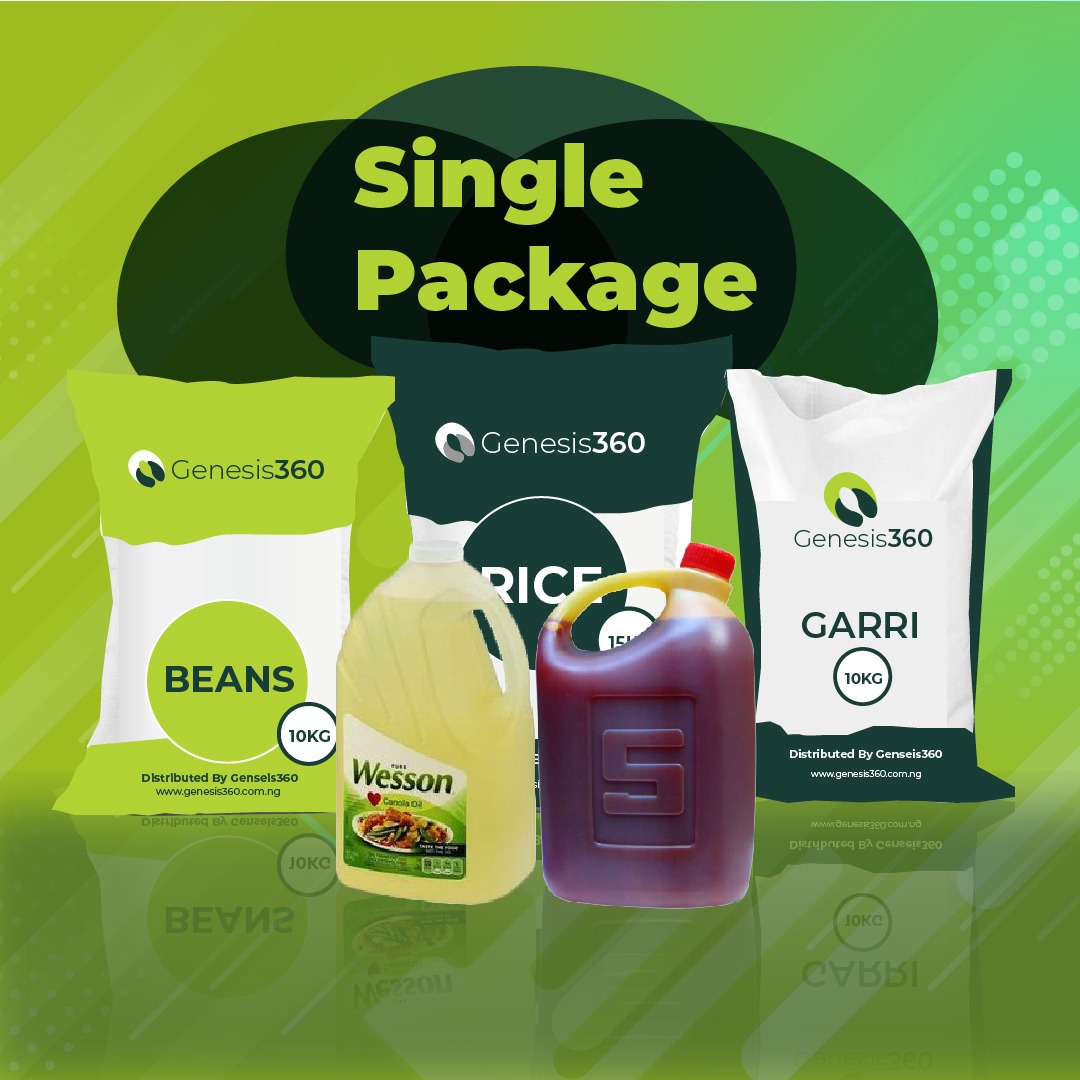 Single
Package
Genesis360
BEANS
10KG
Distributed By Genseis360
www.genesis360.com.ng
Genesis360
RICE
Genesis360
GARRI
10KG
Distributed By Genseis360
www.genesis360.com.ng
PURE
Wesson
Canola Oil
5